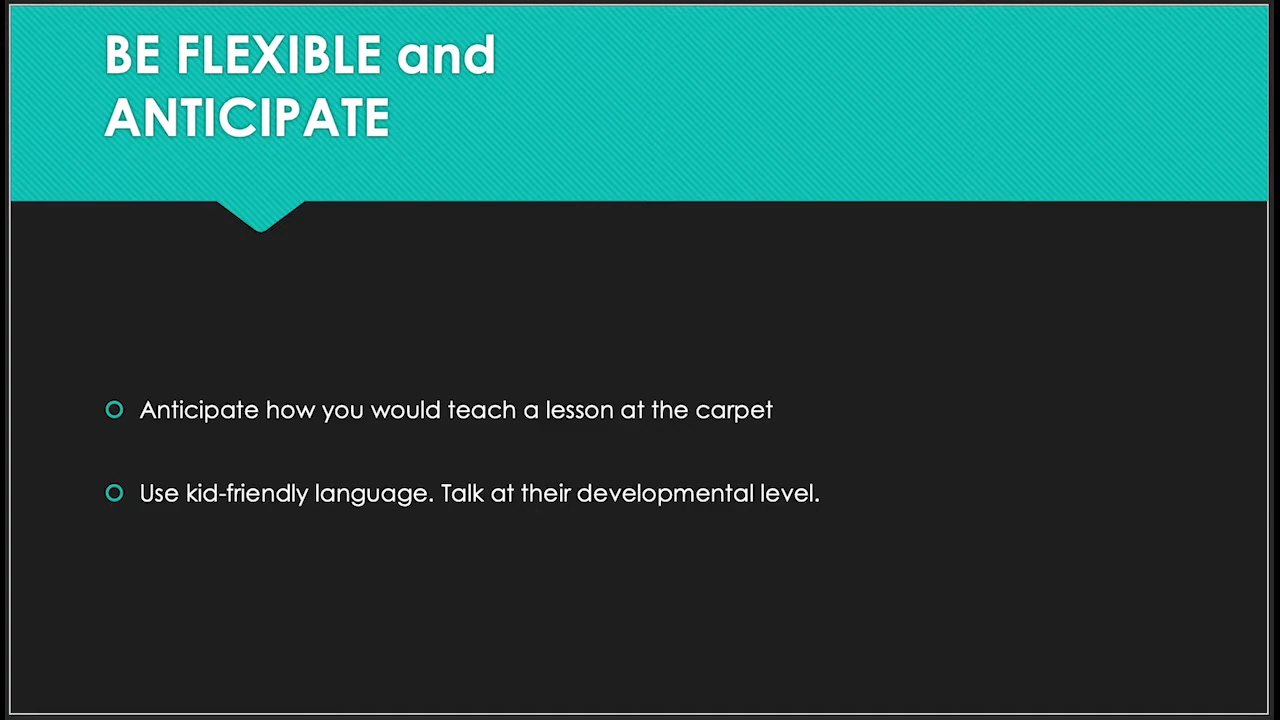 BE FLEXIBLE and
ANTICIPATE
Anticipate how you would teach a lesson at the carpet
Use kid-friendly language. Talk at their developmental level.